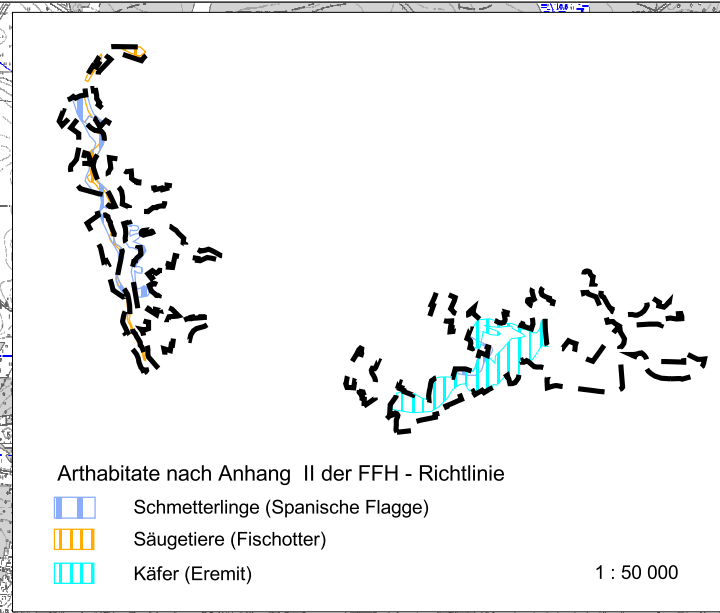 Arthabitate nach Anhang II der FFH - Richtlinie
Schmetterlinge (Spanische Flagge)
Säugetiere (Fischotter)
Käfer (Eremit)
1 : 50 000